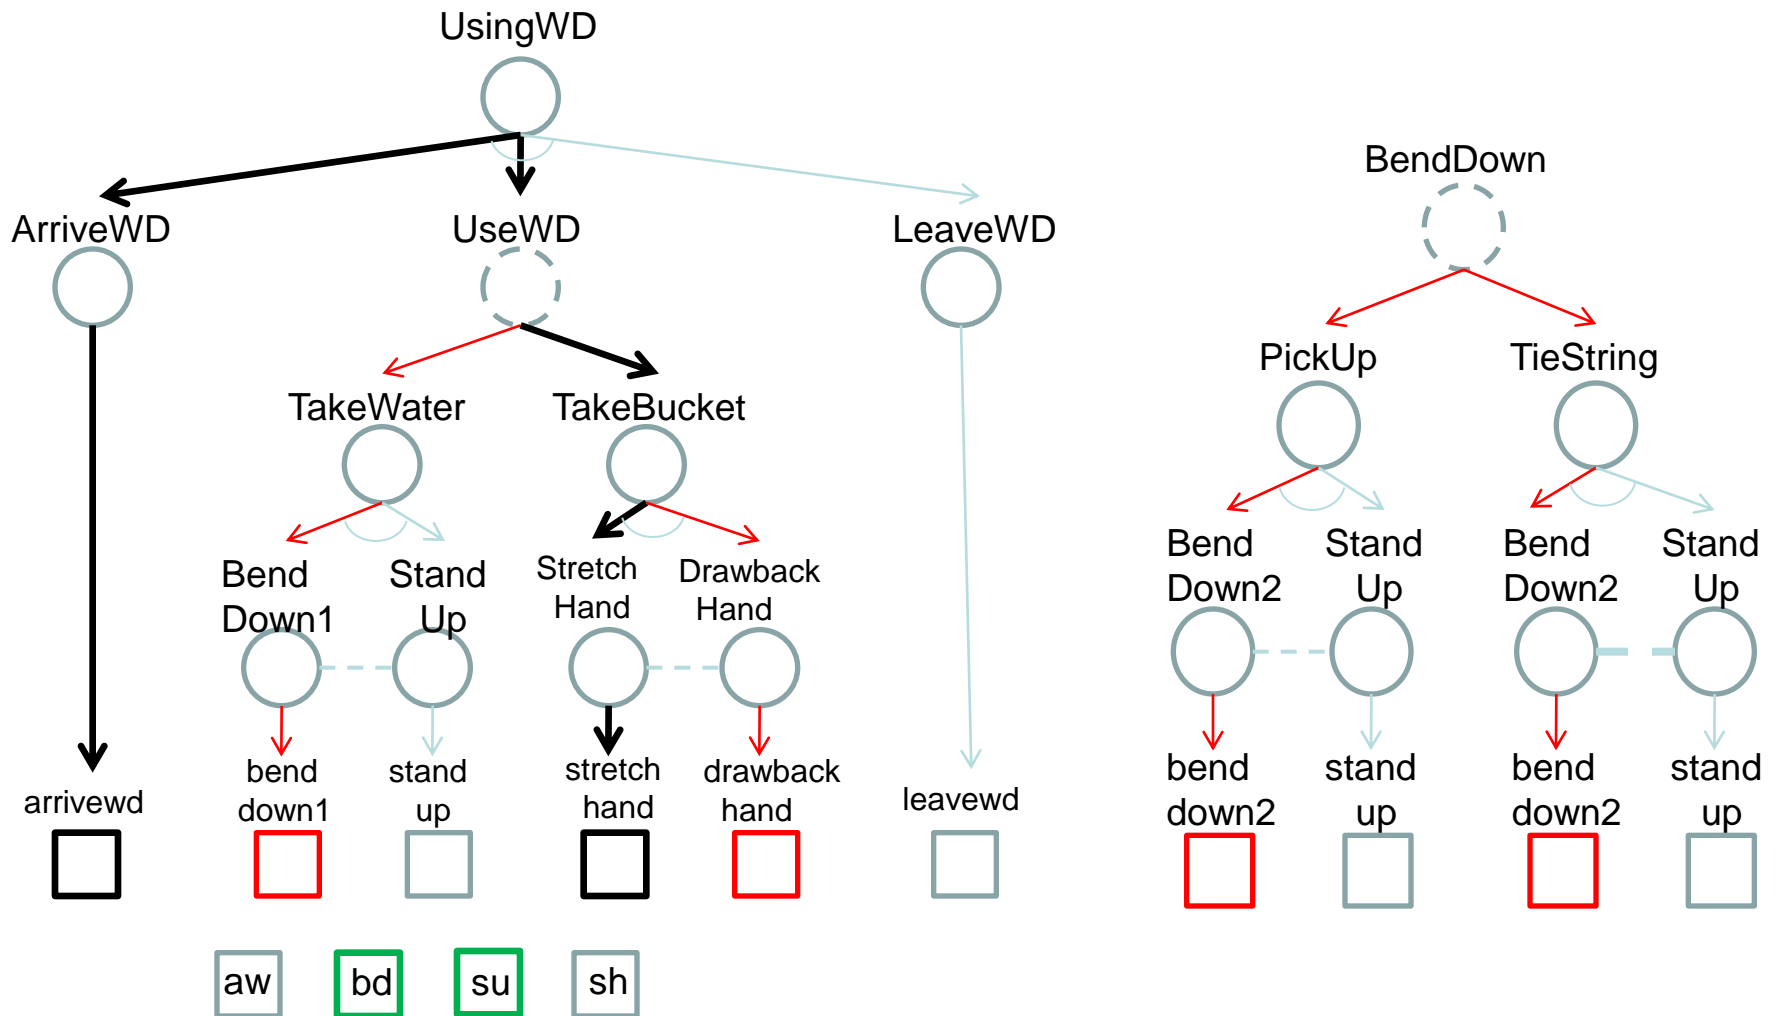 UsingWD
BendDown
ArriveWD
UseWD
LeaveWD
PickUp
TieString
TakeWater
TakeBucket
Bend
Down1
Stand
Up
Stretch
Hand
Drawback
Hand
Bend
Down2
Stand
Up
Bend
Down2
Stand
Up
arrivewd
bend
down1
stand
up
stretch
hand
drawback
hand
leavewd
bend
down2
stand
up
bend
down2
stand
up
aw
bd
su
sh